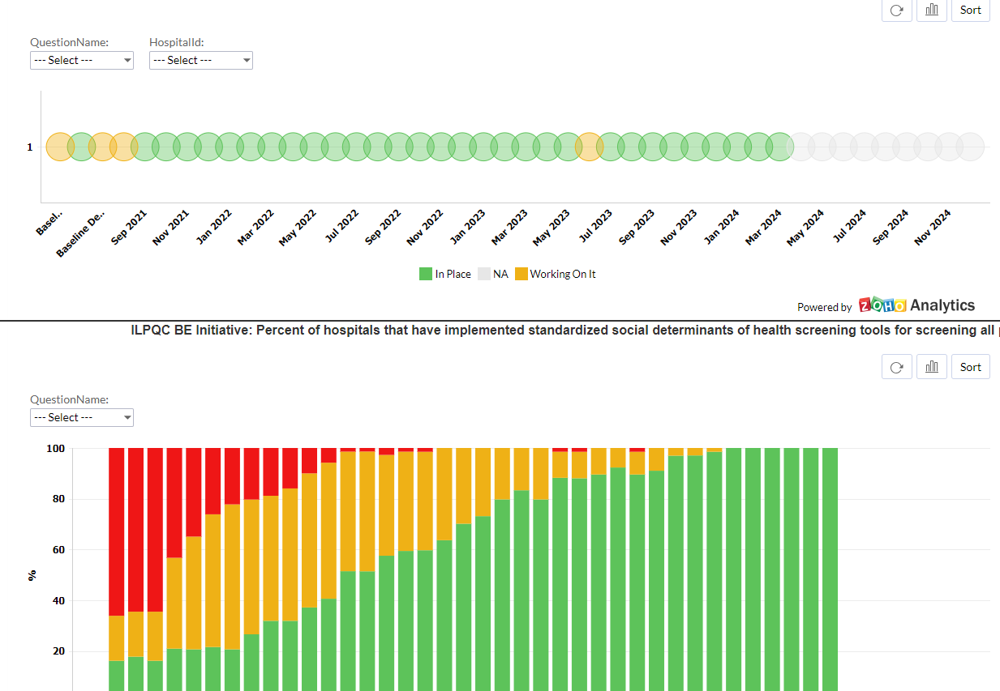 Sort
QuestionName: HospitalId:
--- Select --- --- Select ---
1
Basel.. Baseline De.. Sep 2021 Nov 2021 Jan 2022 Mar 2022 May 2022 Jul 2022 Sep 2022 Nov 2022 Jan 2023 Mar 2023 May 2023 Jul 2023 Sep 2023 Nov 2023 Jan 2024 Mar 2024 May 2024 Jul 2024 Sep 2024 Nov 2024
In Place NA Working On It
Powered by ZOHO Analytics
ILPQC BE Initiative: Percent of hospitals that have implemented standardized social determinants of health screening tools for screening all
Sort
QuestionName:
--- Select ---
100
80
60
%
40
20